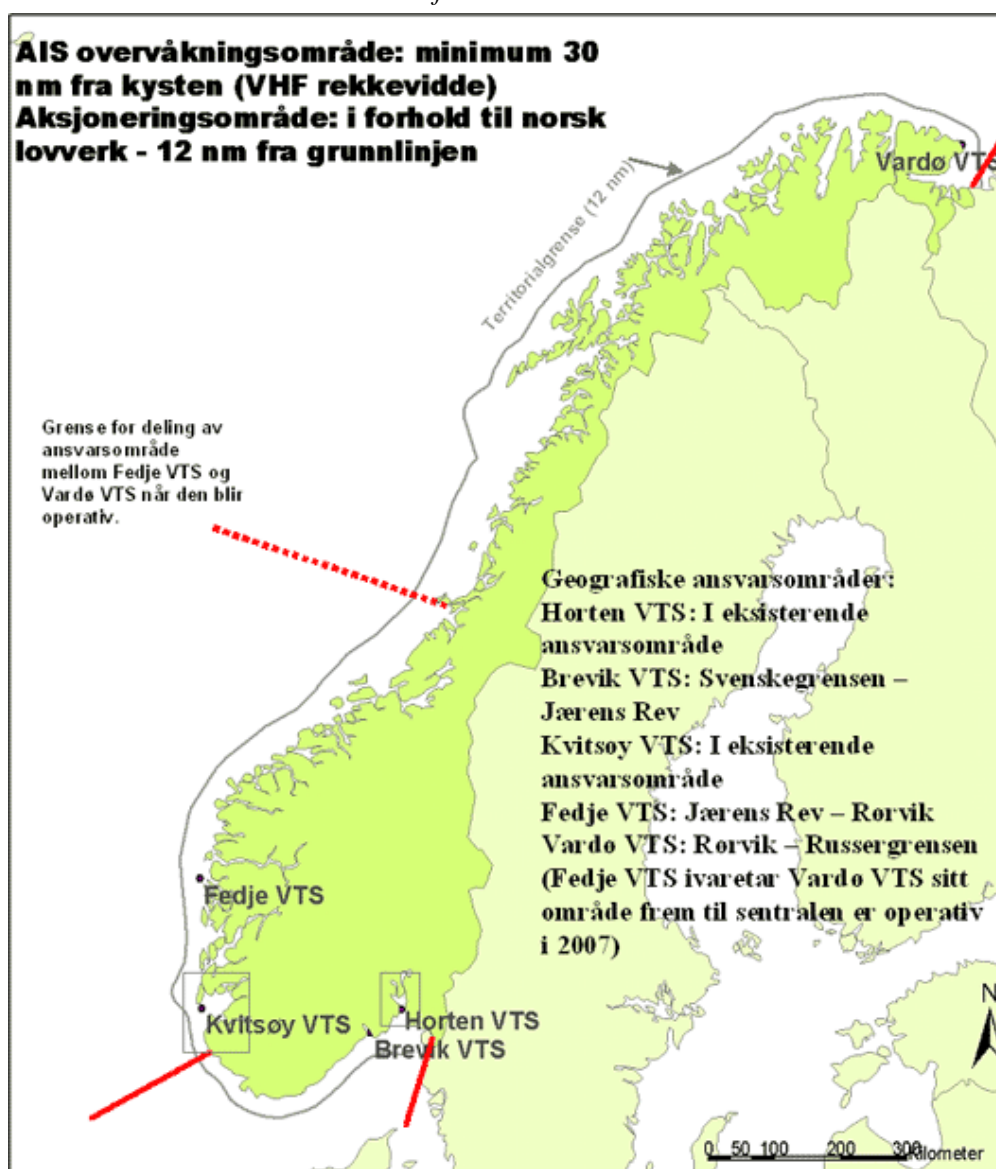 AIS overvåkningsområde: minimum 30
nm fra kysten (VHF rekkevidde)
Aksjoneringsområde: i forhold til norsk
lovverk - 12 nm fra grunnlinjen
Vardø VTS
Territorialgrense (12 nm)
Grense for deling av
ansvarsområde
mellom Fedje VTS og
Vardø VTS når den blir
operativ.
Geografiske ansvarsområder:
Horten VTS: I eksisterende
ansvarsområde
Brevik VTS: Svenskegrensen –
Jærens Rev
Kvitsøy VTS: I eksisterende
ansvarsområde
Fedje VTS: Jærens Rev – Rørvik
Vardø VTS: Rørvik – Russergrensen
(Fedje VTS ivaretar Vardø VTS sitt
område frem til sentralen er operativ
i 2007)
Fedje VTS
Kvitsøy VTS
Horten VTS
Brevik VTS
N
0 50 100 200 300